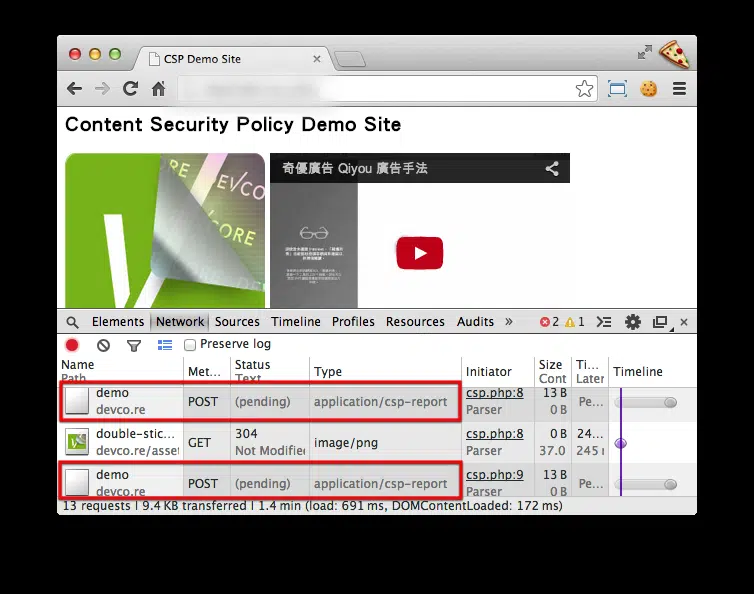 CSP Demo Site
Content Security Policy Demo Site
RE DEVCO
CORE
奇優廣告 Qiyou 廣告手法
Elements Network Sources Timeline Profiles Resources Audits » 2 1
Preserve log
Name Met... Status Type Initiator Size Ti... Timeline
Path Text Cont Later
demo POST (pending) application/csp-report csp.php:8 13 B Pe...
devco.re Parser 0 B
double-stic... GET 304 image/png csp.php:8 0 B 24...
devco.re/asset Not Modified Parser 37.0 245
demo POST (pending) application/csp-report csp.php:9 13 B Pe...
devco.re Parser 0 B
13 requests | 9.4 KB transferred | 1.4 min (load: 691 ms, DOMContentLoaded: 172 ms)